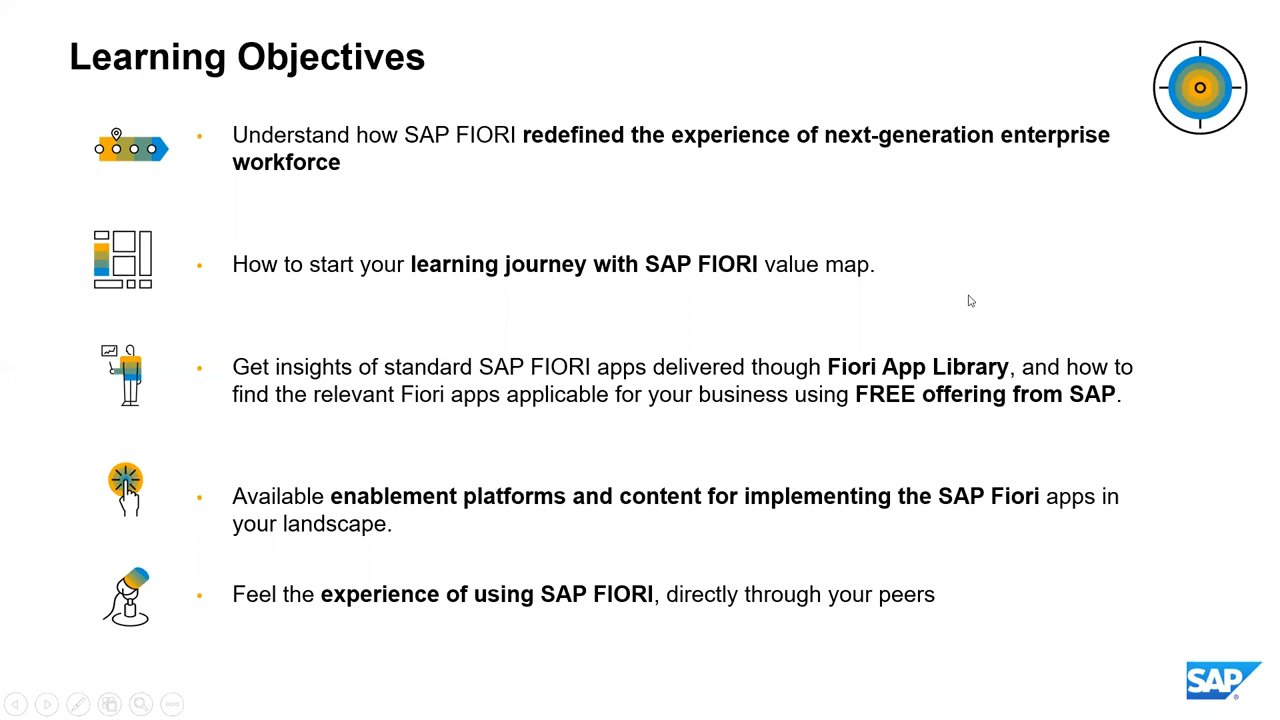 Learning Objectives
• Understand how SAP FIORI redefined the experience of next-generation enterprise
workforce
• How to start your learning journey with SAP FIORI value map.
• Get insights of standard SAP FIORI apps delivered though Fiori App Library, and how to
find the relevant Fiori apps applicable for your business using FREE offering from SAP.
• Available enablement platforms and content for implementing the SAP Fiori apps in
your landscape.
• Feel the experience of using SAP FIORI, directly through your peers
SAP®